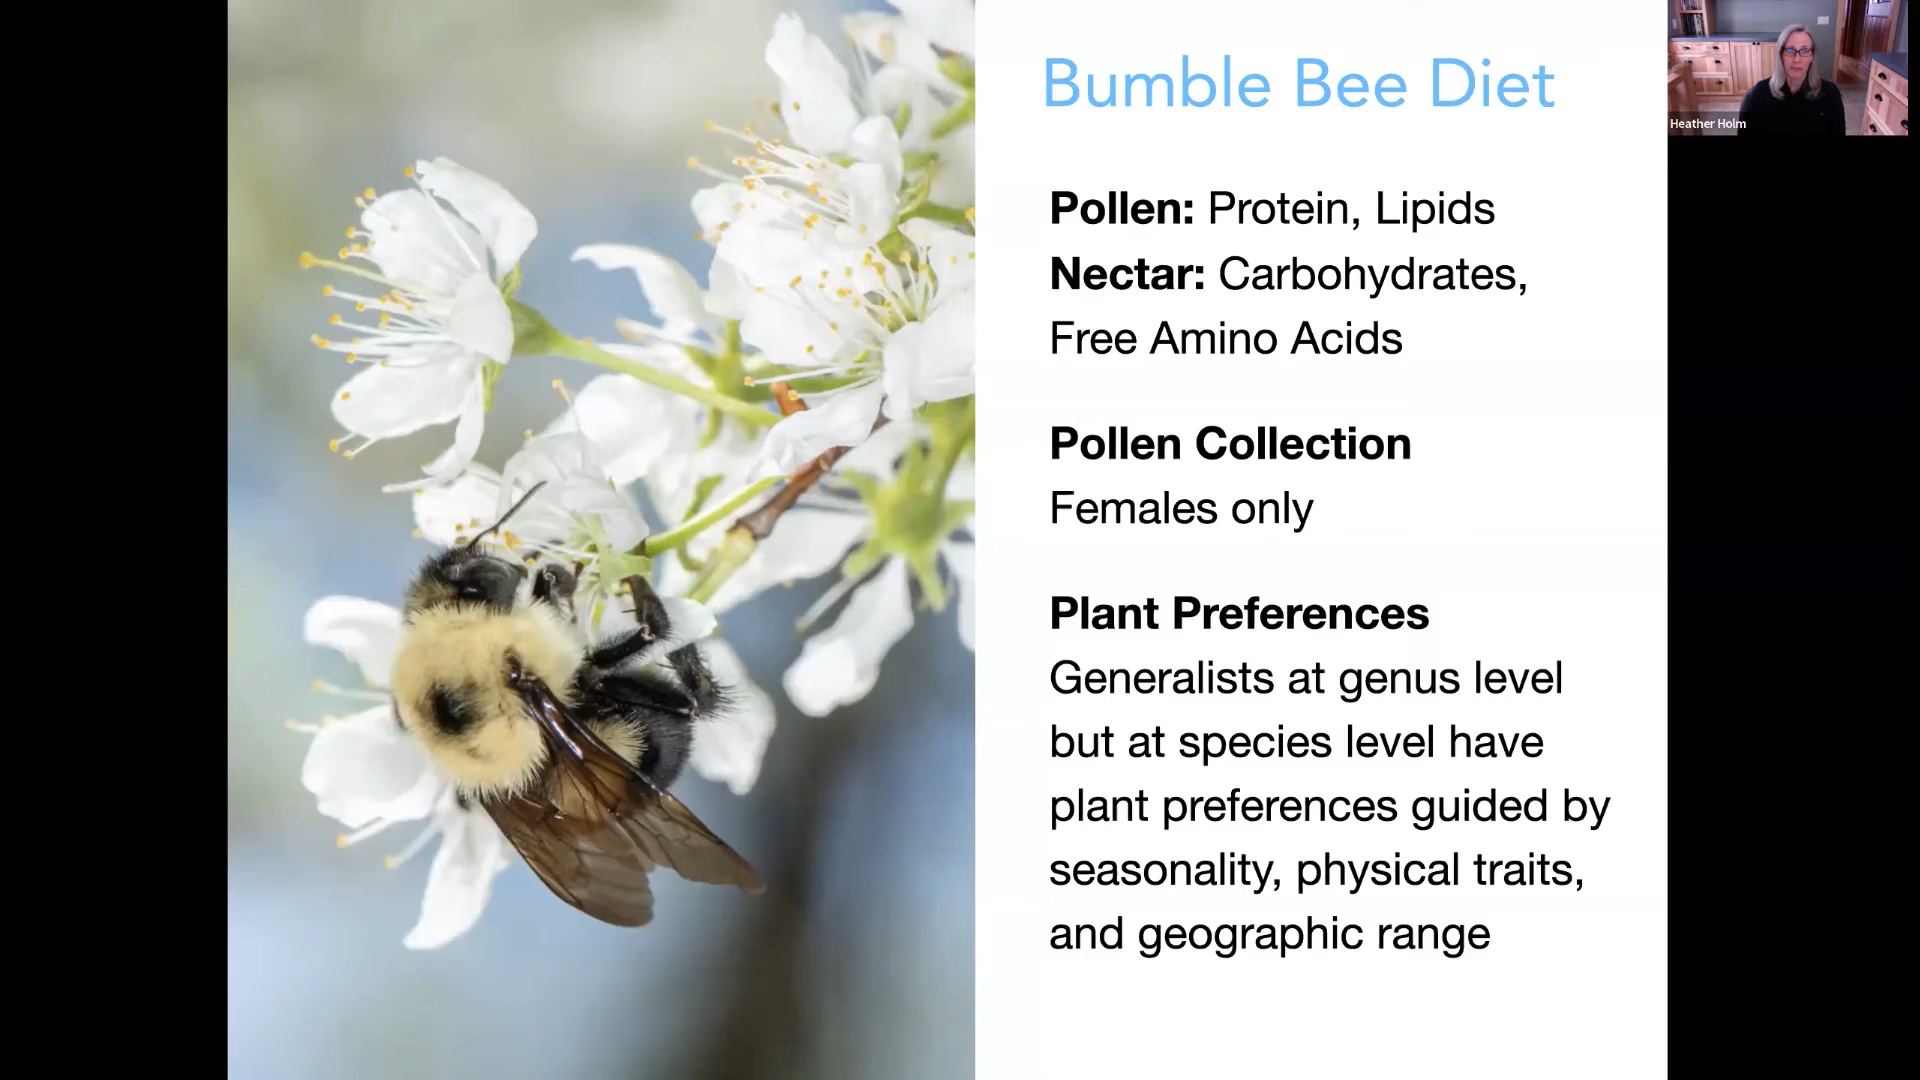 Bumble Bee Diet
Heather Holm
Pollen: Protein, Lipids
Nectar: Carbohydrates,
Free Amino Acids
Pollen Collection
Females only
Plant Preferences
Generalists at genus level
but at species level have
plant preferences guided by
seasonality, physical traits,
and geographic range